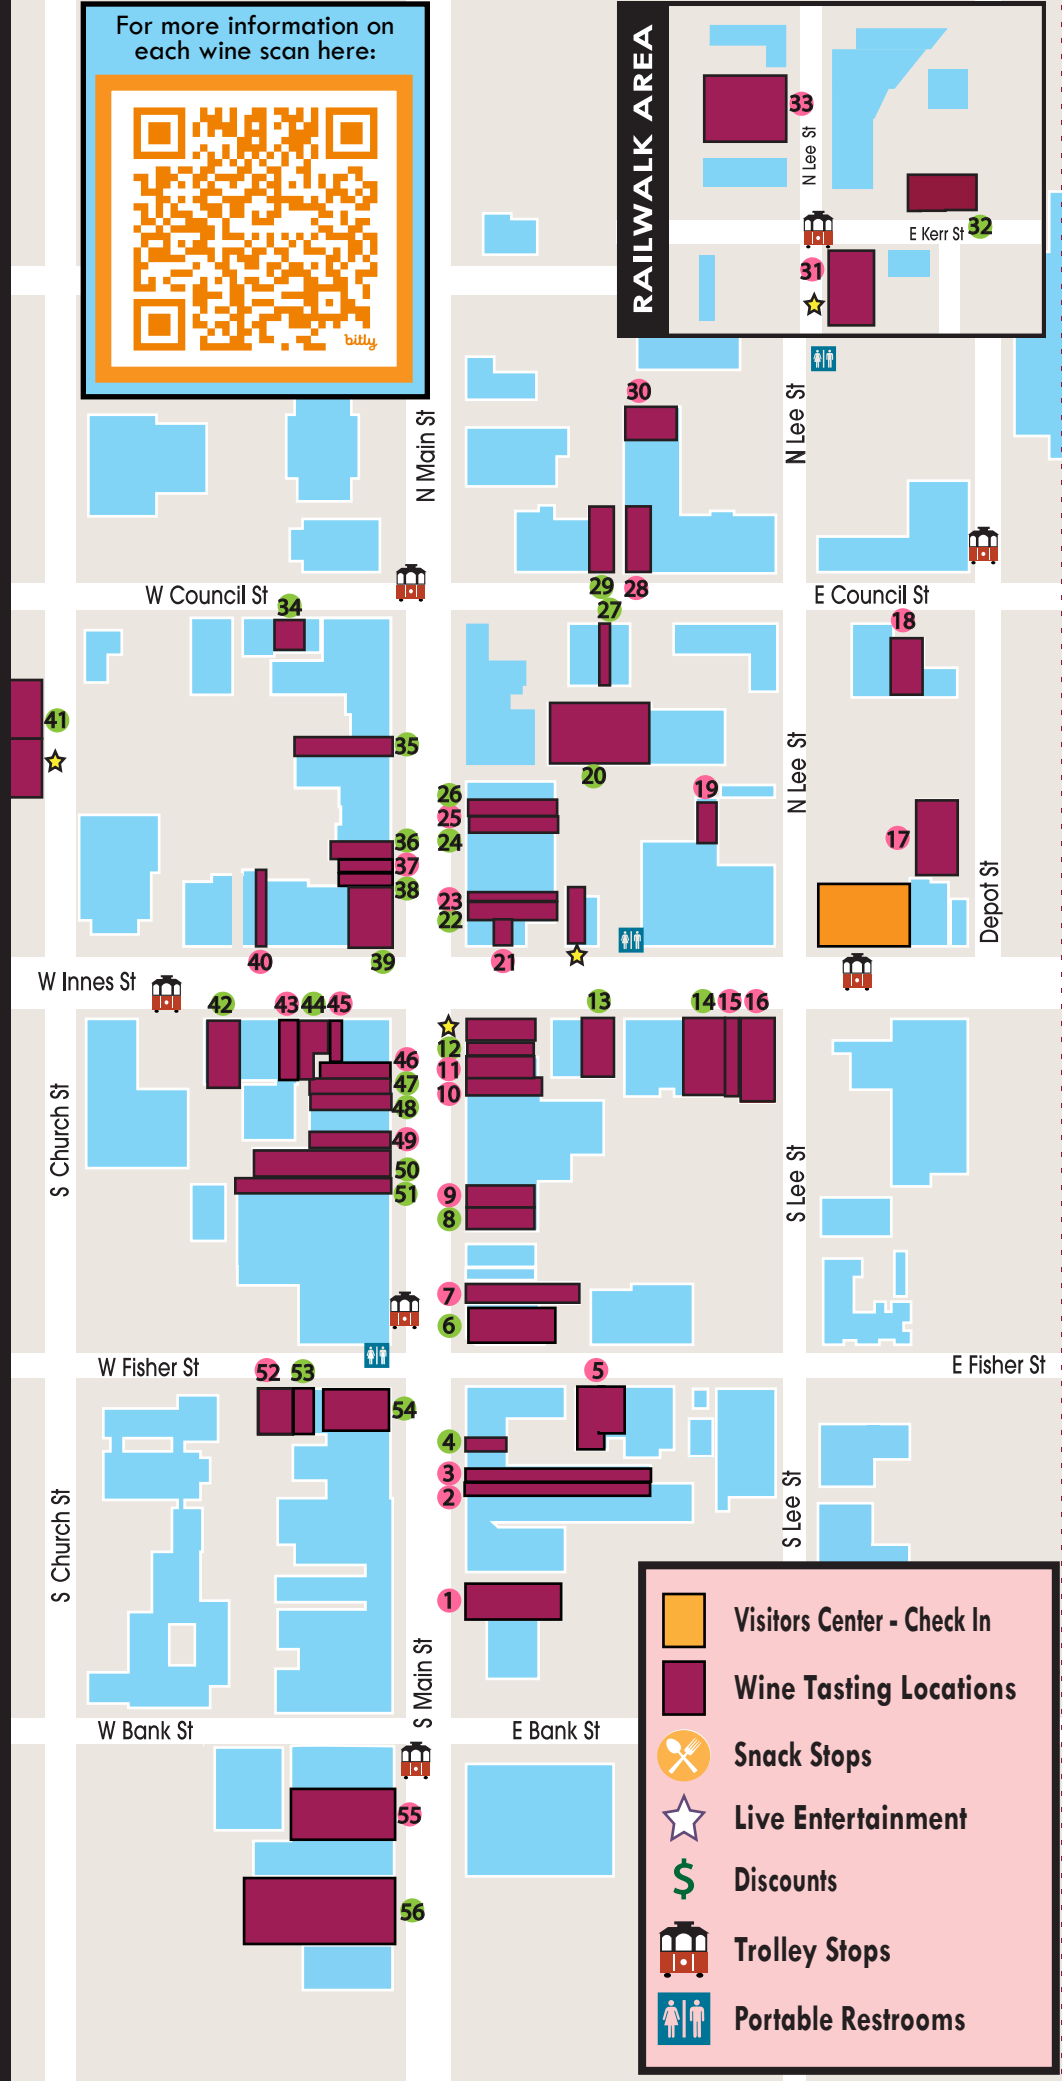 For more information on
each wine scan here:
bitly
RAILWALK AREA
33
N Lee St
32
E Kerr St
31
30
N Main St
N Lee St
29
28
W Council St
E Council St
34
27
18
41
35
20
N Lee St
19
26
25
24
36
37
38
17
23
22
Depot St
40
39
21
W Innes St
42
43
44
45
13
14
15
16
12
11
10
46
47
48
S Church St
49
50
51
9
8
S Lee St
7
6
W Fisher St
E Fisher St
52
53
5
54
4
3
2
S Church St
S Lee St
1
S Main St
W Bank St
E Bank St
55
56
Visitors Center - Check In
Wine Tasting Locations
Snack Stops
Live Entertainment
$
Discounts
Trolley Stops
Portable Restrooms